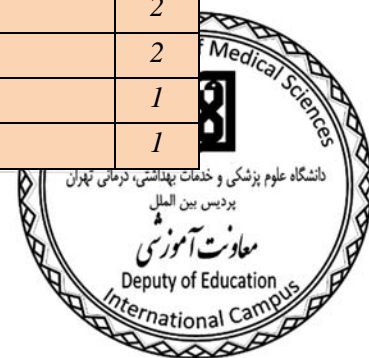 2
2
1
1
f Medical Sciences
دانشگاه علوم پزشکی و خدمات بهداشتی، درمانی تهران
پردیس بین الملل
معاونت آموزشی
Deputy of Education
International Campus